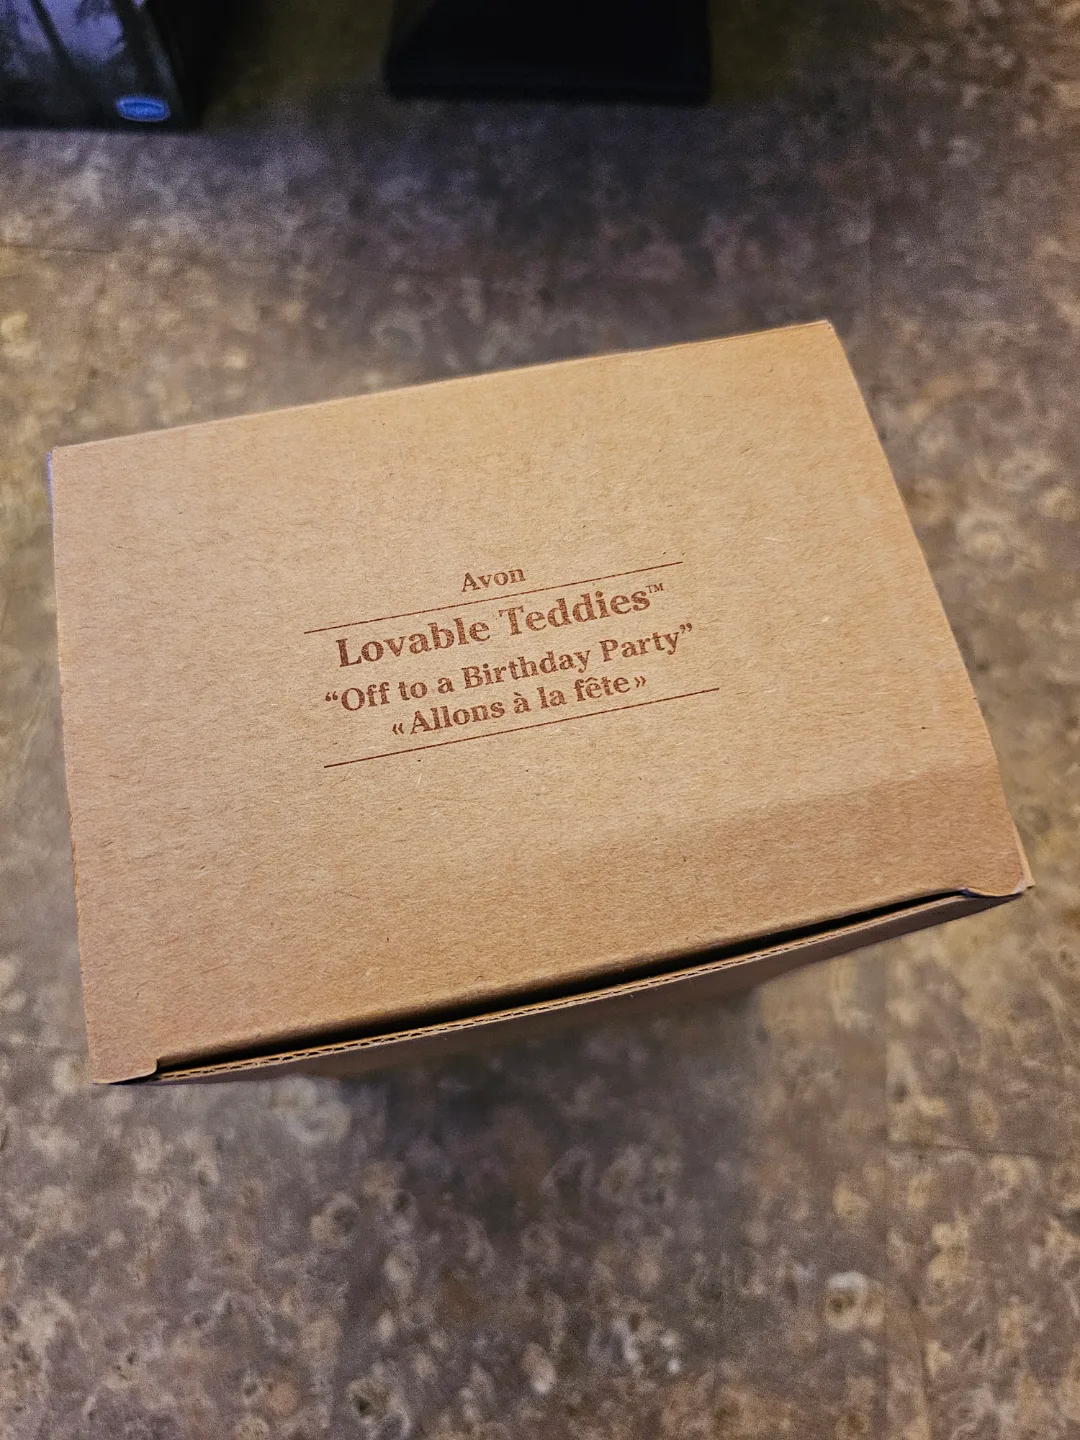 Avon
Lovable Teddies™
“Off to a Birthday Party”
«Allons à la fête»